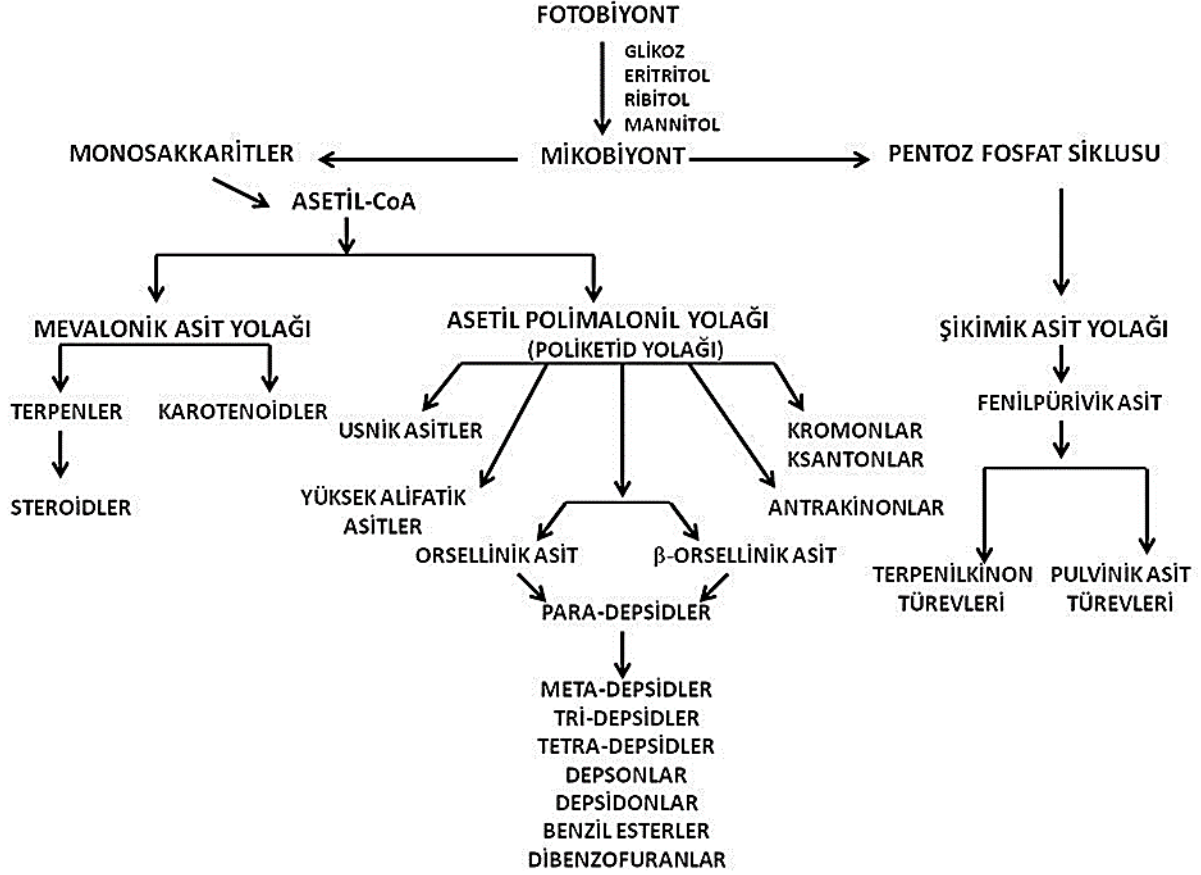 FOTOBİYONT
GLİKOZ
ERİTRİTOL
RİBİTOL
MANNİTOL
MONOSAKKARİTLER
MİKOBİYONT
PENTOZ FOSFAT SİKLUSU
ASETİL-CoA
MEVALONİK ASİT YOLAĞI
ASETİL POLİMALONİL YOLAĞI
(POLİKETİD YOLAĞI)
ŞİKİMİK ASİT YOLAĞI
TERPENLER
KAROTENOİDLER
USNİK ASİTLER
KROMONLAR
KSANTONLAR
FENİLPÜRİVİK ASİT
STEROİDLER
YÜKSEK ALİFATİK
ASİTLER
ANTRAKİNONLAR
ORSELLİNİK ASİT
β-ORSELLİNİK ASİT
TERPENİLKİNON
TÜREVLERİ
PULVİNİK ASİT
TÜREVLERİ
PARA-DEPSİDLER
META-DEPSİDLER
TRİ-DEPSİDLER
TETRA-DEPSİDLER
DEPSONLAR
DEPSİDONLAR
BENZİL ESTERLER
DİBENZOFURANLAR